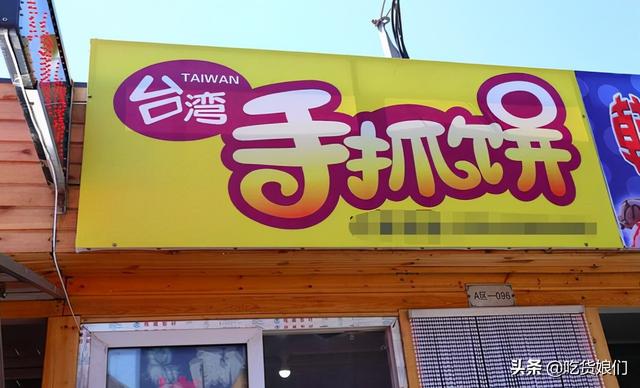 TAIWAN
台湾
手抓饼
A区—096
头条 @吃货娘们